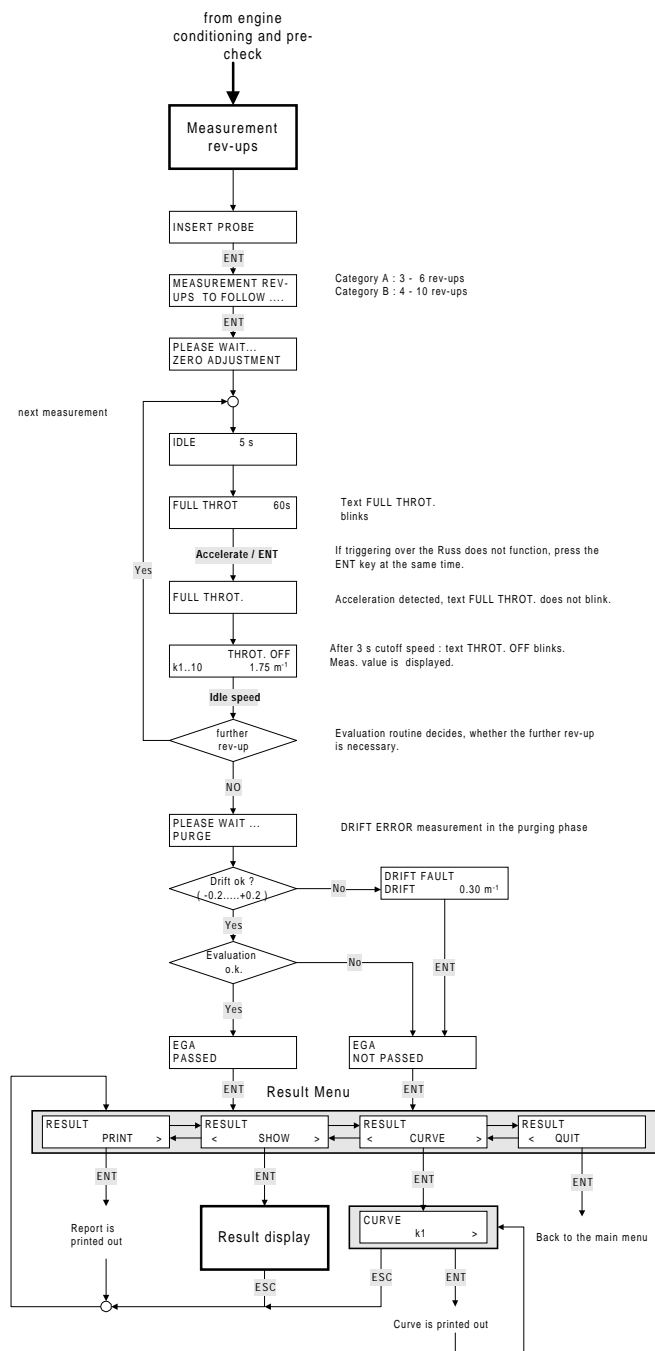 from engine
conditioning and pre-
check
Measurement
rev-ups
INSERT PROBE
ENT
MEASUREMENT REV-
UPS TO FOLLOW ....
Category A : 3 - 6 rev-ups
Category B : 4 - 10 rev-ups
ENT
PLEASE WAIT...
ZERO ADJUSTMENT
next measurement
IDLE 5 s
FULL THROT 60s
Text FULL THROT.
blinks
Accelerate / ENT
If triggering over the Russ does not function, press the
ENT key at the same time.
Yes
FULL THROT.
Acceleration detected, text FULL THROT. does not blink.
THROT. OFF
k1..10 1.75 m-1
After 3 s cutoff speed : text THROT. OFF blinks.
Meas. value is displayed.
Idle speed
further
rev-up
Evaluation routine decides, whether the further rev-up
is necessary.
NO
PLEASE WAIT ...
PURGE
DRIFT ERROR measurement in the purging phase
Drift ok ?
( -0.2.....+0.2 )
No
DRIFT FAULT
DRIFT 0.30 m-1
Yes
Evaluation
o.k.
No
ENT
Yes
EGA
PASSED
EGA
NOT PASSED
ENT
Result Menu
ENT
RESULT
PRINT >
RESULT
< SHOW >
RESULT
< CURVE >
RESULT
< QUIT
ENT
ENT
ENT
ENT
Report is
printed out
Result display
CURVE
k1 >
Back to the main menu
ESC
ESC
ENT
Curve is printed out